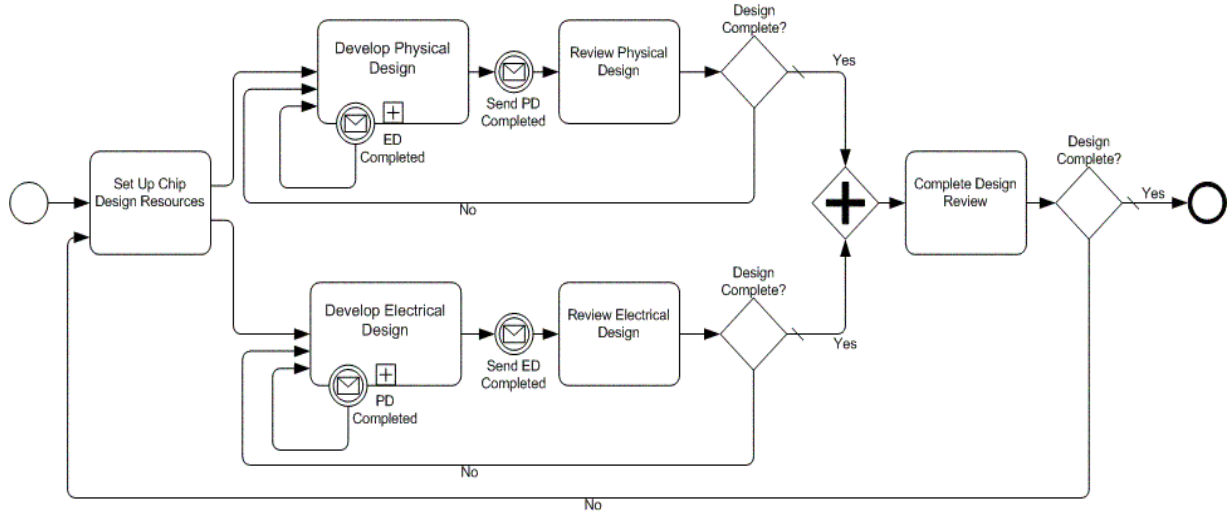 Design
Complete?
Develop Physical
Design
Review Physical
Design
Yes
Send PD
Completed
ED
Completed
Design
Complete?
Set Up Chip
Design Resources
Complete Design
Review
Yes
No
Design
Complete?
Develop Electrical
Design
Review Electrical
Design
Yes
Send ED
Completed
PD
Completed
No
No